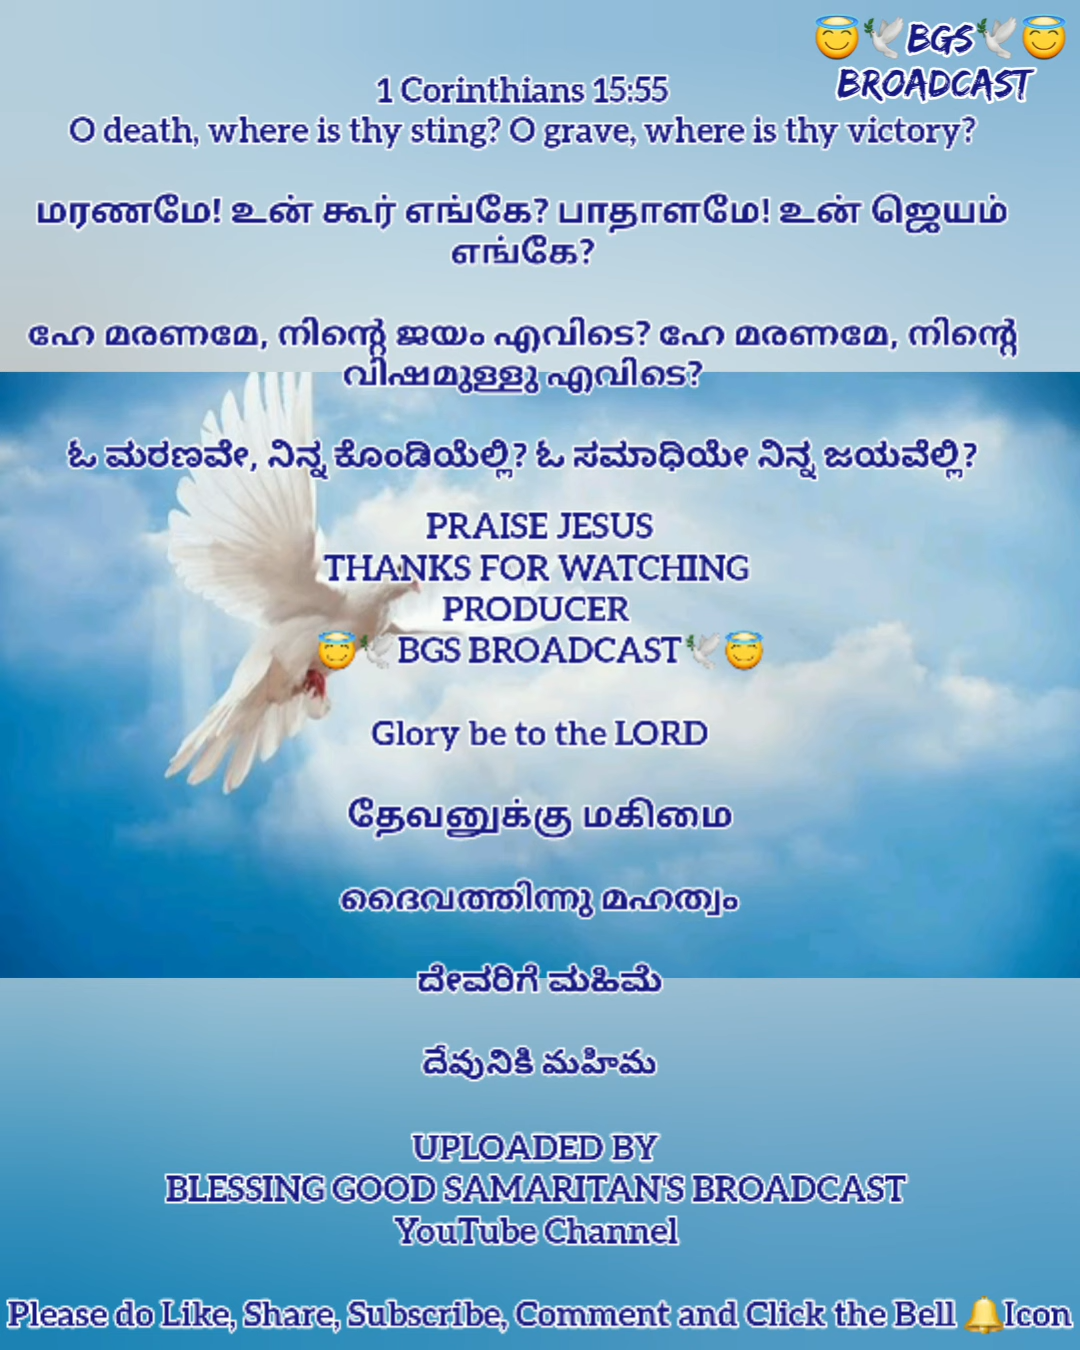 😇🕊️BGS🕊️😇
BROADCAST
1 Corinthians 15:55
O death, where is thy sting? O grave, where is thy victory?
மரணமே! உன் கூர் எங்கே? பாதாளமே! உன் ஜெயம்
எங்கே?
ഹേ മരണമേ, നിന്റെ ജയം എവിടെ? ഹേ മരണമേ, നിന്റെ
വിഷമുള്ളു എവിടെ?
ಓ ಮರಣವೇ, ನಿನ್ನ ಕೊಂಡಿಯೆಲ್ಲಿ? ಓ ಸಮಾಧಿಯೇ ನಿನ್ನ ಜಯವೆಲ್ಲಿ?
PRAISE JESUS
THANKS FOR WATCHING
PRODUCER
😇🕊️BGS BROADCAST🕊️😇
Glory be to the LORD
தேவனுக்கு மகிமை
ദൈവത്തിന്നു മഹത്വം
ದೇವರಿಗೆ ಮಹಿಮೆ
దేవునికి మహిమ
UPLOADED BY
BLESSING GOOD SAMARITAN'S BROADCAST
YouTube Channel
Please do Like, Share, Subscribe, Comment and Click the Bell 🔔Icon